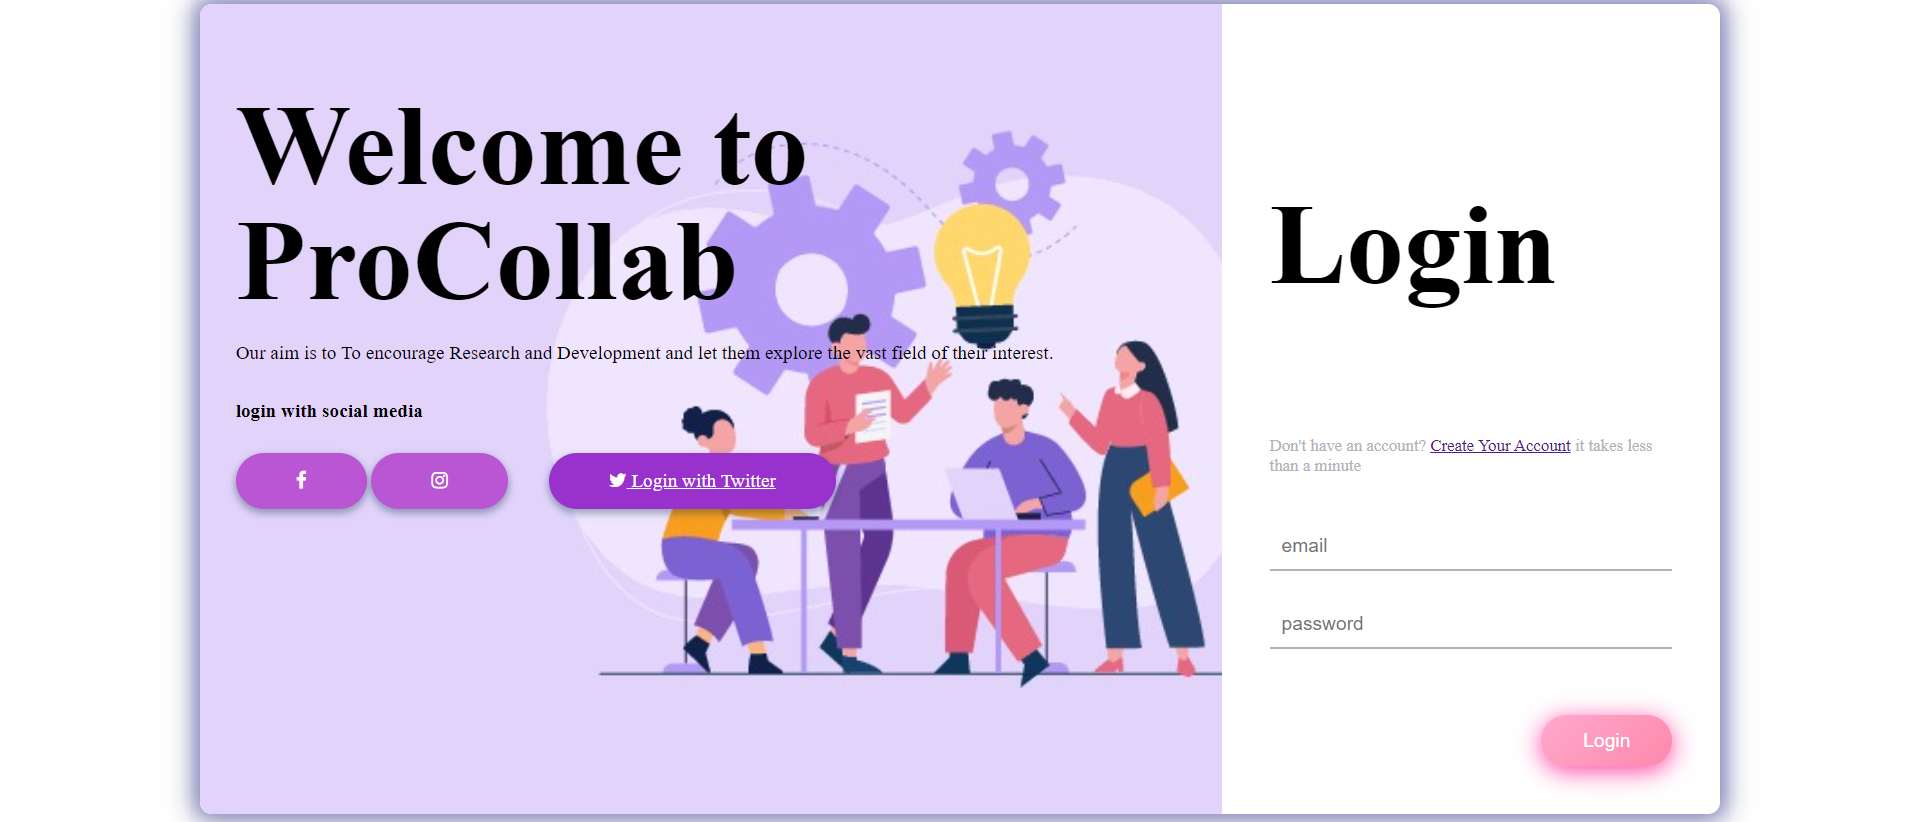 Welcome to
ProCollab
Our aim is to To encourage Research and Development and let them explore the vast field of their interest.
login with social media
Login with Twitter
Login
Don't have an account? Create Your Account it takes less
than a minute
email
password
Login